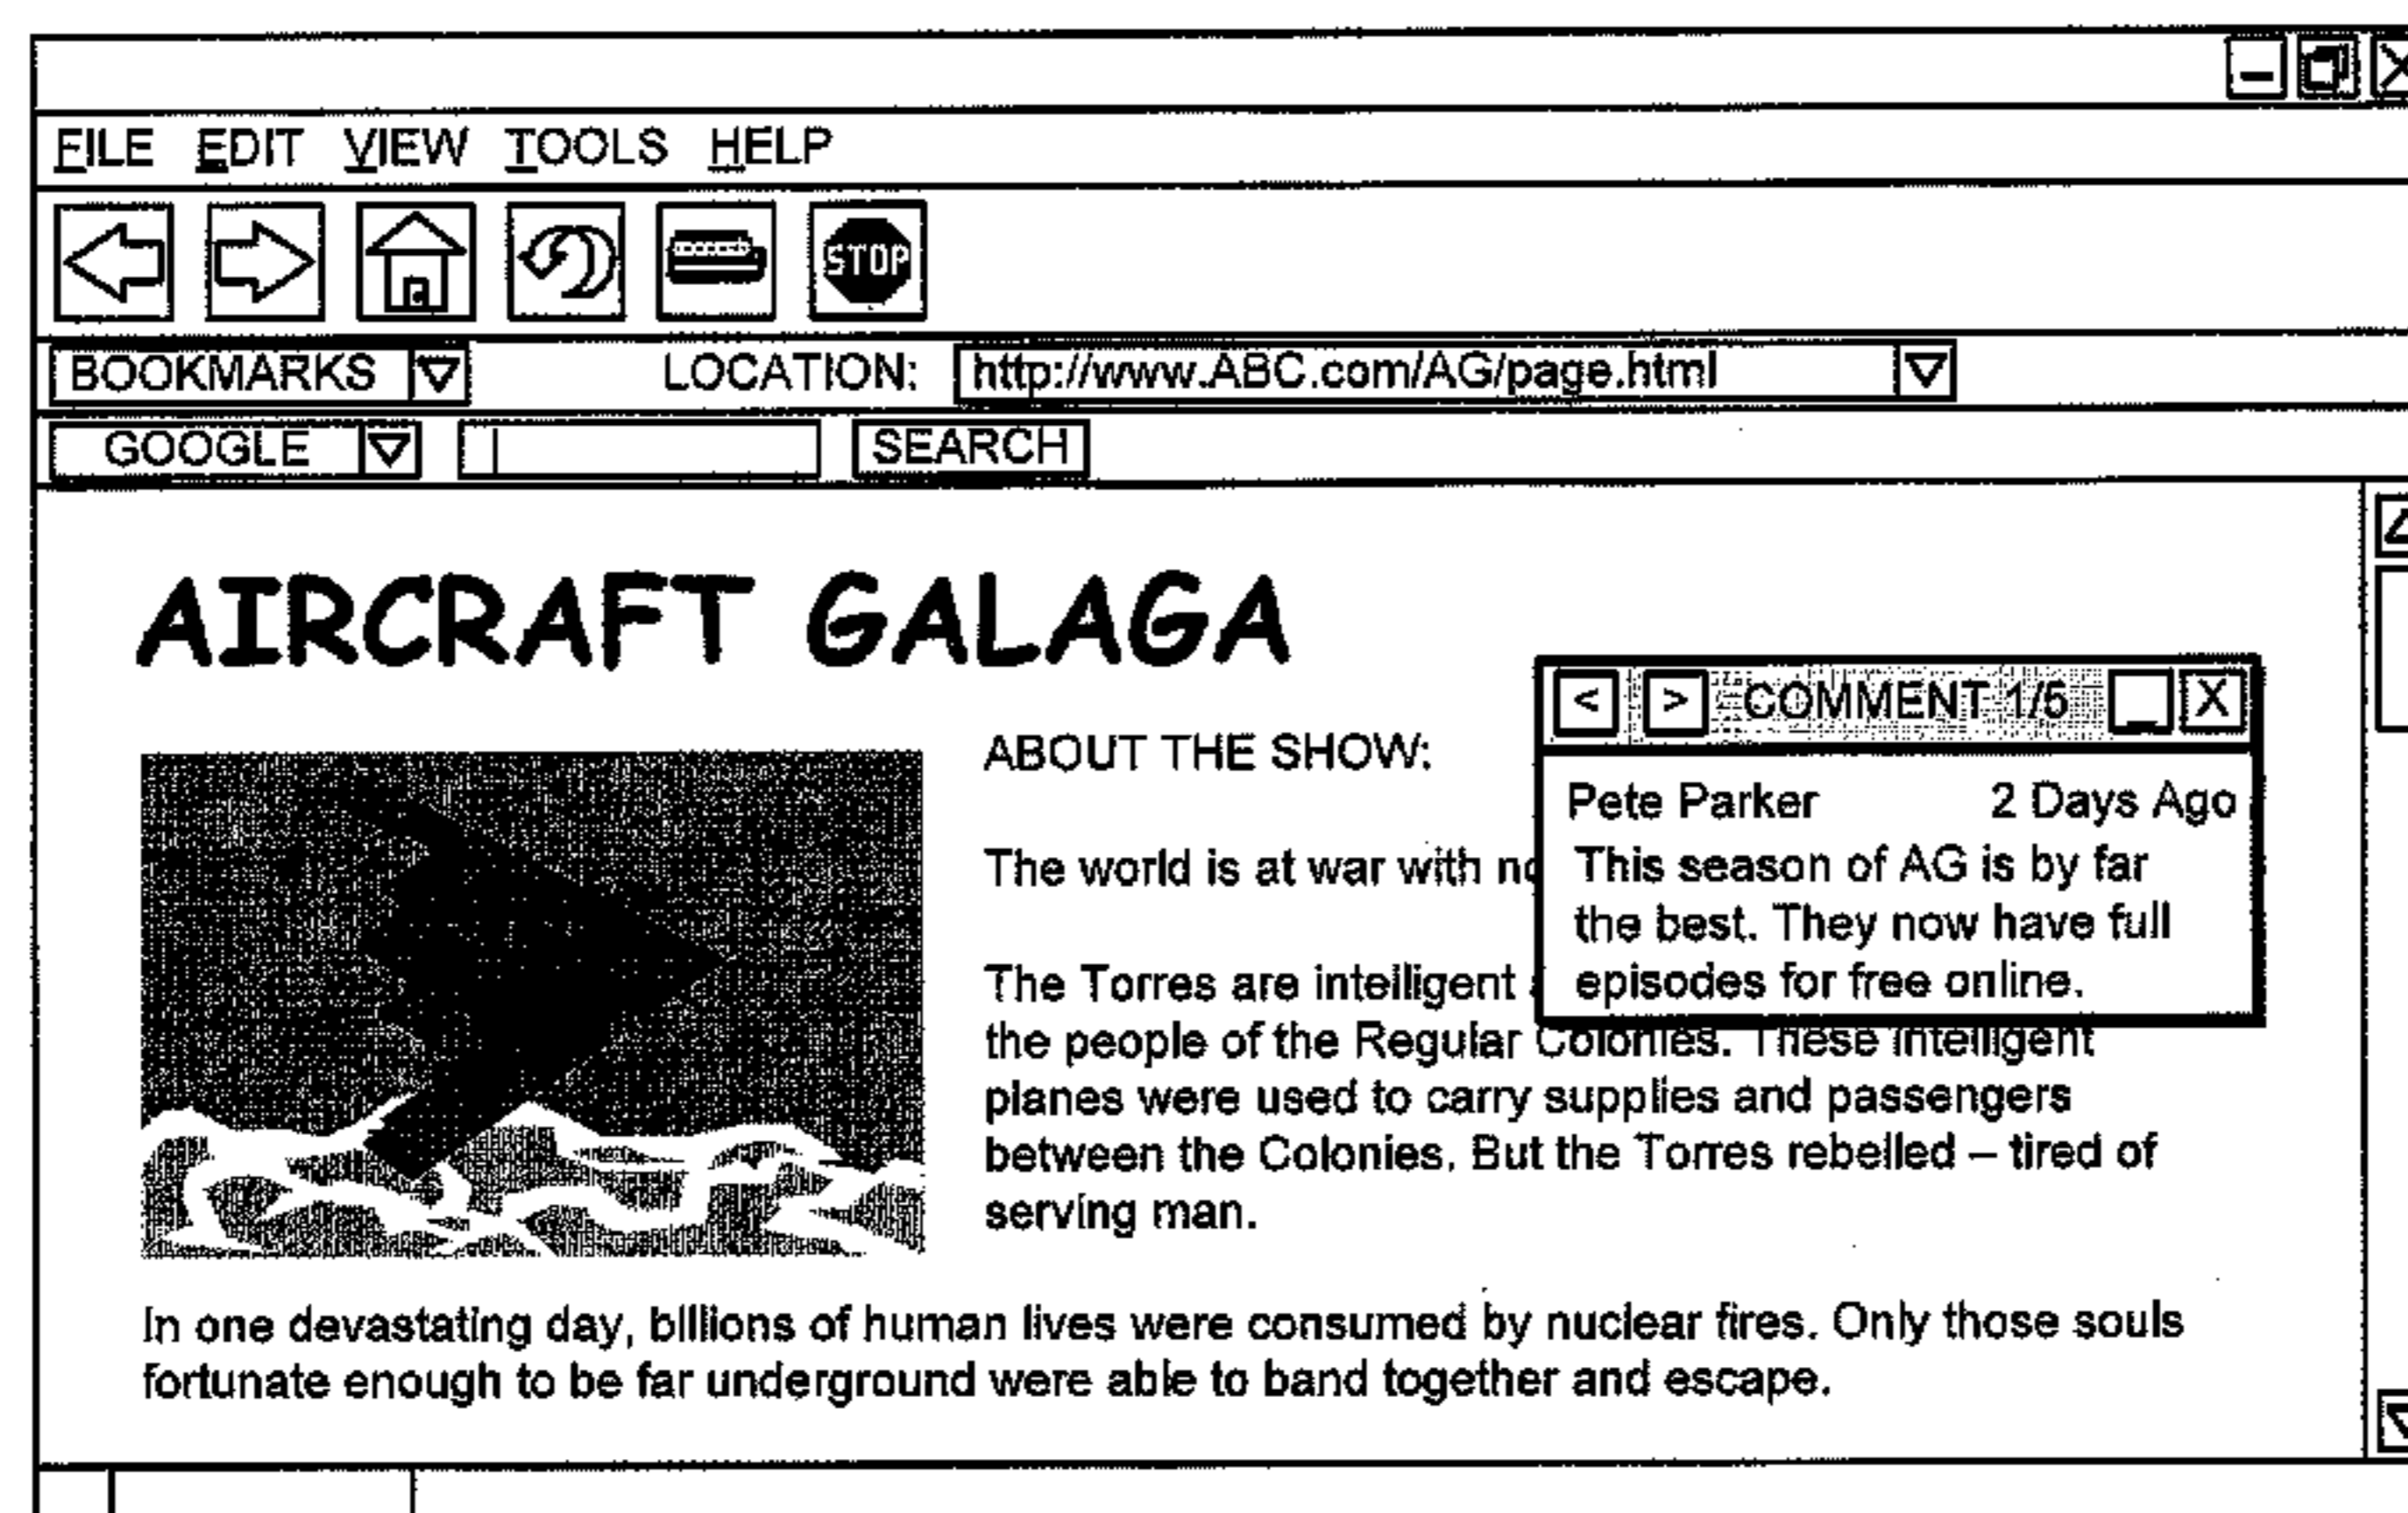 FILE EDIT VIEW TOOLS HELP
STOP
BOOKMARKS LOCATION: http://www.ABC.com/AG/page.html
GOOGLE SEARCH
AIRCRAFT GALAGA
< > COMMENT 1/5 _ X
Pete Parker 2 Days Ago
This season of AG is by far
the best. They now have full
episodes for free online.
ABOUT THE SHOW:
The world is at war with
The Torres are intelligent
the people of the Regular Colonies. These intelligent
planes were used to carry supplies and passengers
between the Colonies. But the Torres rebelled – tired of
serving man.
In one devastating day, billions of human lives were consumed by nuclear fires. Only those souls
fortunate enough to be far underground were able to band together and escape.